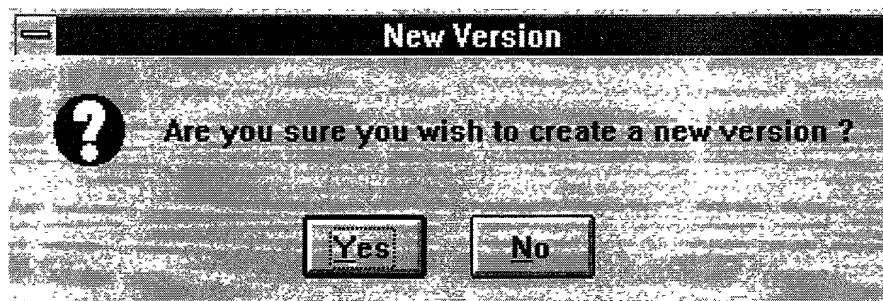 New Version
Are you sure you wish to create a new version ?
Yes
No